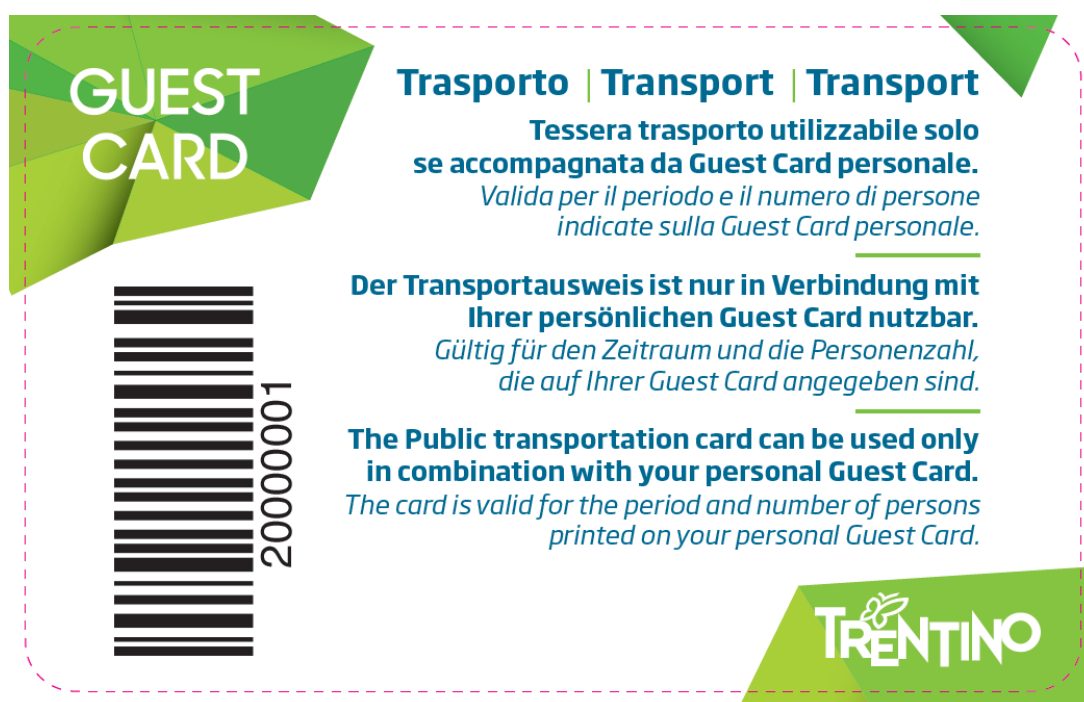 GUEST
CARD
Trasporto | Transport | Transport
Tessera trasporto utilizzabile solo
se accompagnata da Guest Card personale.
Valida per il periodo e il numero di persone
indicate sulla Guest Card personale.
Der Transportausweis ist nur in Verbindung mit
Ihrer persönlichen Guest Card nutzbar.
Gültig für den Zeitraum und die Personenzahl,
die auf Ihrer Guest Card angegeben sind.
The Public transportation card can be used only
in combination with your personal Guest Card.
The card is valid for the period and number of persons
printed on your personal Guest Card.
20000001
TRENTINO